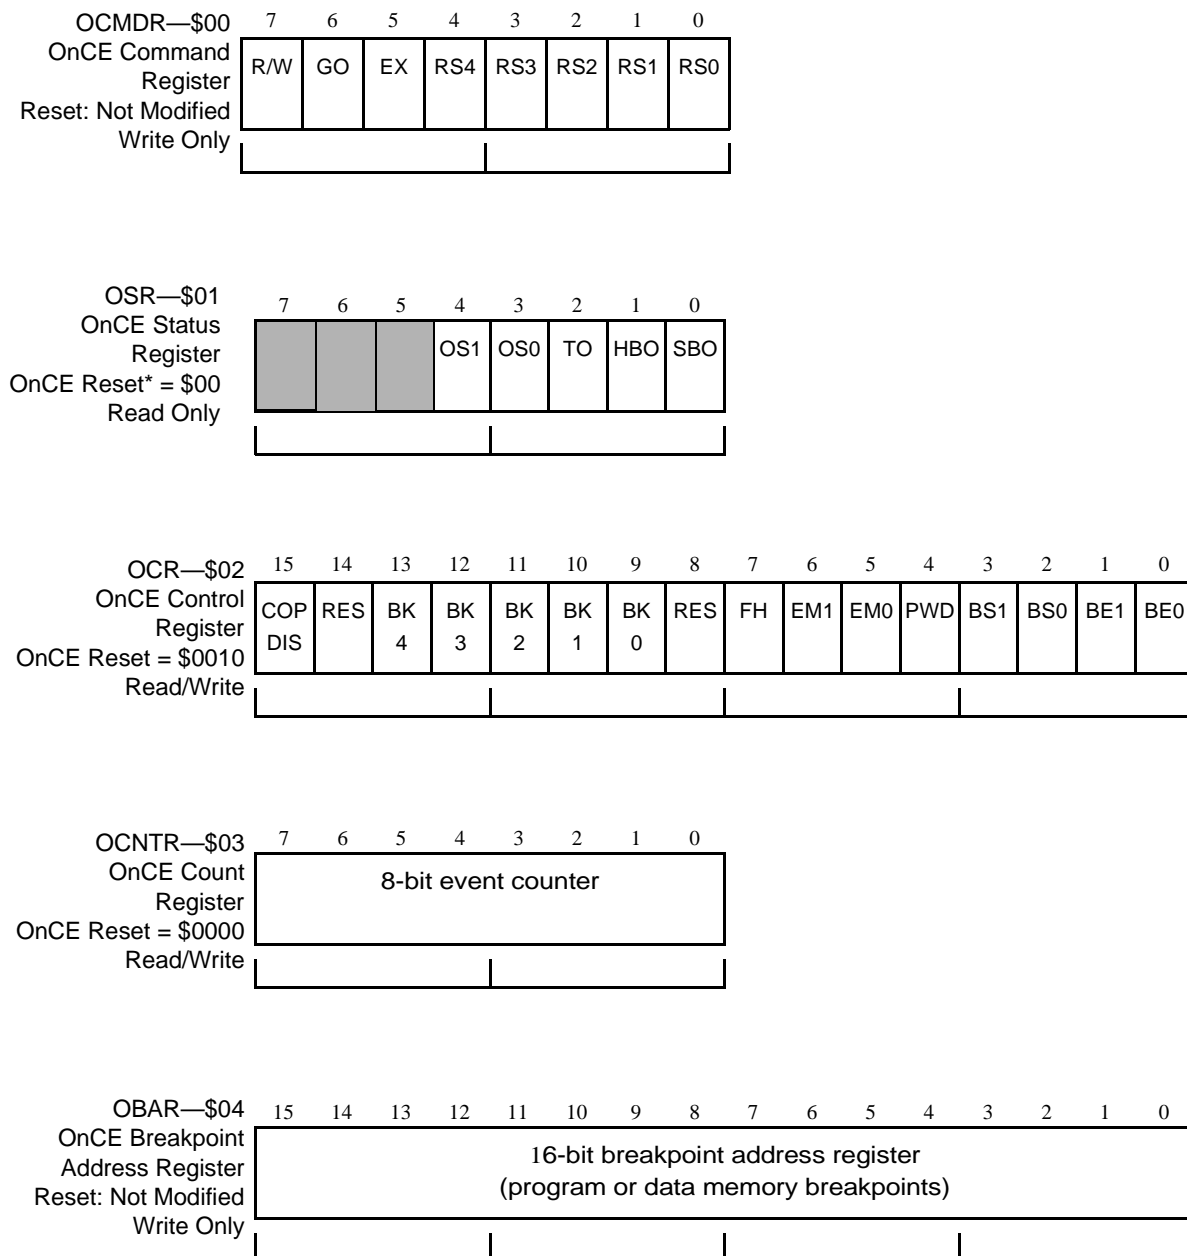 OCMDR—$00
OnCE Command
Register
Reset: Not Modified
Write Only
7 6 5 4 3 2 1 0
R/W GO EX RS4 RS3 RS2 RS1 RS0
OSR—$01
OnCE Status
Register
OnCE Reset* = $00
Read Only
7 6 5 4 3 2 1 0
OS1 OS0 TO HBO SBO
OCR—$02
OnCE Control
Register
OnCE Reset = $0010
Read/Write
15 14 13 12 11 10 9 8 7 6 5 4 3 2 1 0
COP RES BK BK BK BK BK RES FH EM1 EM0 PWD BS1 BS0 BE1 BE0
DIS 4 3 2 1 0
OCNTR—$03
OnCE Count
Register
OnCE Reset = $0000
Read/Write
7 6 5 4 3 2 1 0
8-bit event counter
OBAR—$04
OnCE Breakpoint
Address Register
Reset: Not Modified
Write Only
15 14 13 12 11 10 9 8 7 6 5 4 3 2 1 0
16-bit breakpoint address register
(program or data memory breakpoints)